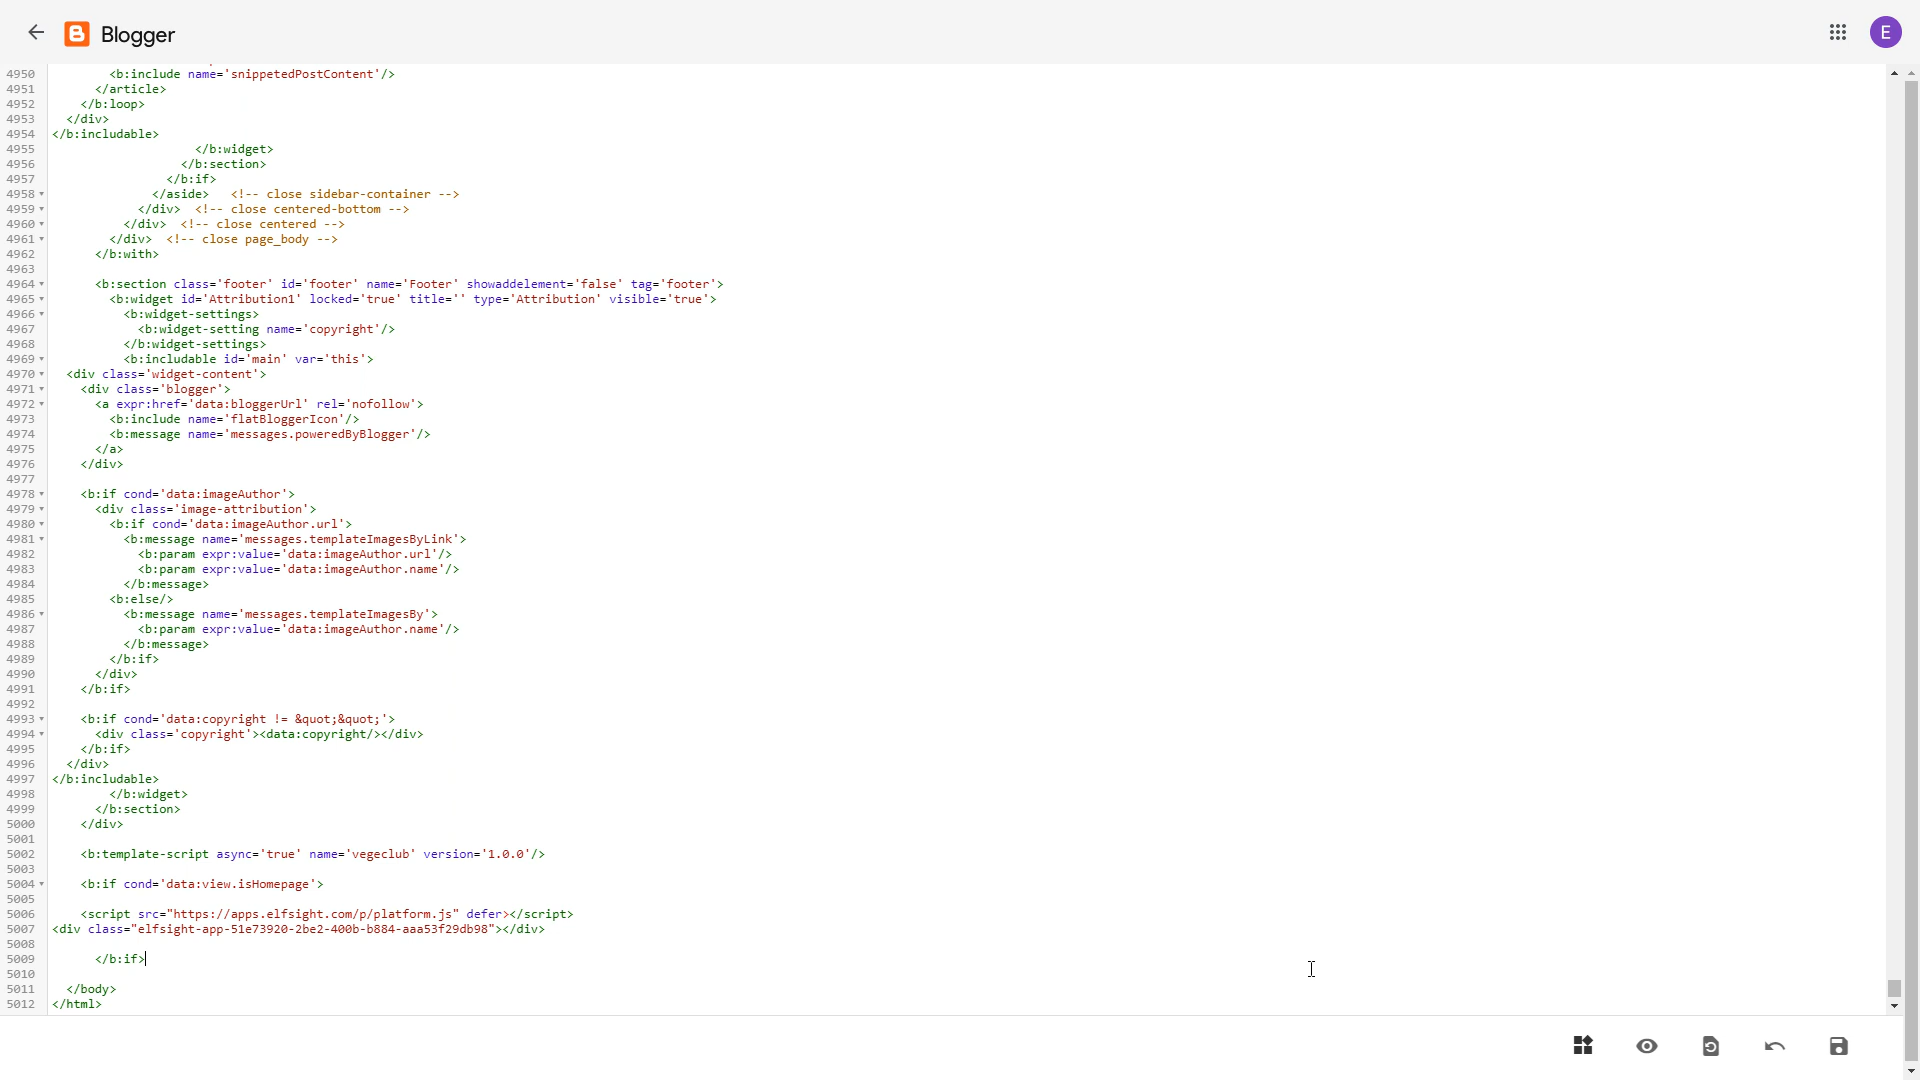 Blogger
E
4950 <b:include name='snippetedPostContent'/>
4951 </article>
4952 </b:loop>
4953 </div>
4954 </b:includable>
4955 </b:widget>
4956 </b:section>
4957 </b:if>
4958 </aside> <!-- close sidebar-container -->
4959 </div> <!-- close centered-bottom -->
4960 </div> <!-- close centered -->
4961 </div> <!-- close page_body -->
4962 </b:with>
4963
4964 <b:section class='footer' id='footer' name='Footer' showaddelement='false' tag='footer'>
4965 <b:widget id='Attribution1' locked='true' title='' type='Attribution' visible='true'>
4966 <b:widget-settings>
4967 <b:widget-setting name='copyright'/>
4968 </b:widget-settings>
4969 <b:includable id='main' var='this'>
4970 <div class='widget-content'>
4971 <div class='blogger'>
4972 <a expr:href='data:bloggerUrl' rel='nofollow'>
4973 <b:include name='flatBloggerIcon'/>
4974 <b:message name='messages.poweredByBlogger'/>
4975 </a>
4976 </div>
4977
4978 <b:if cond='data:imageAuthor'>
4979 <div class='image-attribution'>
4980 <b:if cond='data:imageAuthor.url'>
4981 <b:message name='messages.templateImagesByLink'>
4982 <b:param expr:value='data:imageAuthor.url'/>
4983 <b:param expr:value='data:imageAuthor.name'/>
4984 </b:message>
4985 <b:else/>
4986 <b:message name='messages.templateImagesBy'>
4987 <b:param expr:value='data:imageAuthor.name'/>
4988 </b:message>
4989 </b:if>
4990 </div>
4991 </b:if>
4992
4993 <b:if cond='data:copyright != &quot;&quot;'>
4994 <div class='copyright'><data:copyright/></div>
4995 </b:if>
4996 </div>
4997 </b:includable>
4998 </b:widget>
4999 </b:section>
5000 </div>
5001
5002 <b:template-script async='true' name='vegeclub' version='1.0.0'/>
5003
5004 <b:if cond='data:view.isHomepage'>
5005
5006 <script src="https://apps.elfsight.com/p/platform.js" defer></script>
5007 <div class="elfsight-app-51e73920-2be2-400b-b884-aaa53f29db98"></div>
5008
5009 </b:if>
5010
5011 </body>
5012 </html>